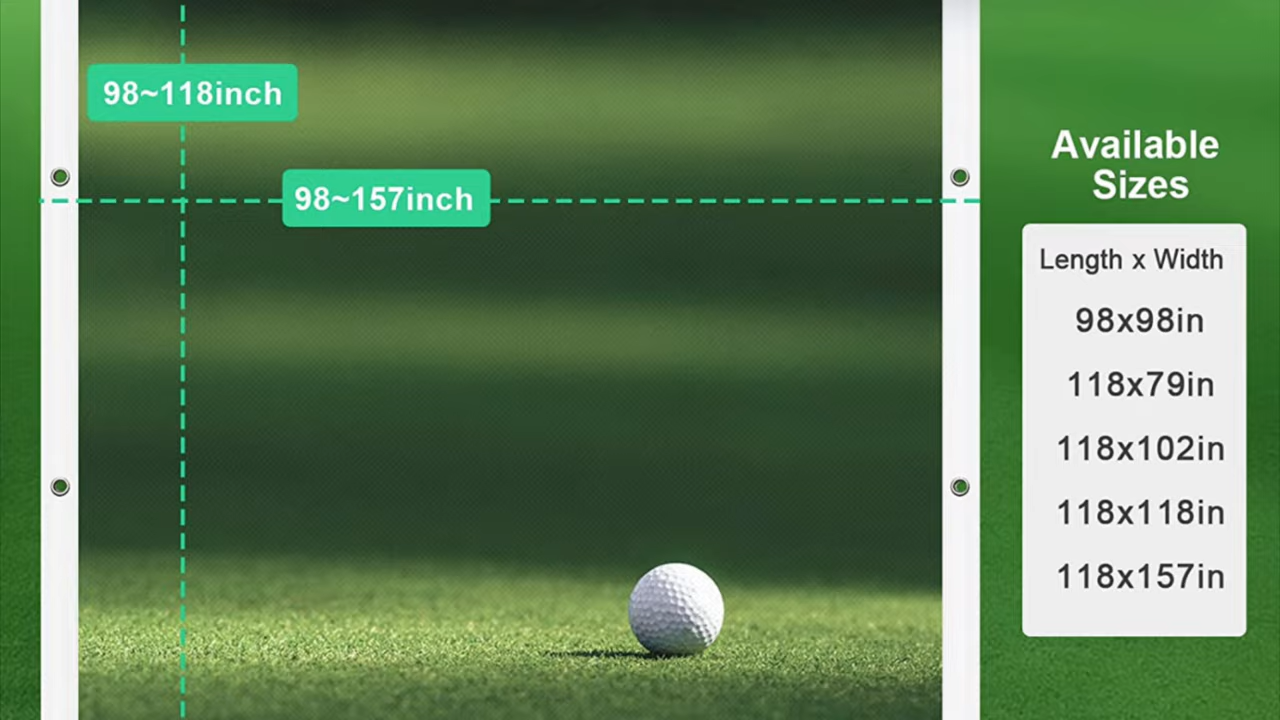 98~118inch
98~157inch
Available
Sizes
Length x Width
98x98in
118x79in
118x102in
118x118in
118x157in